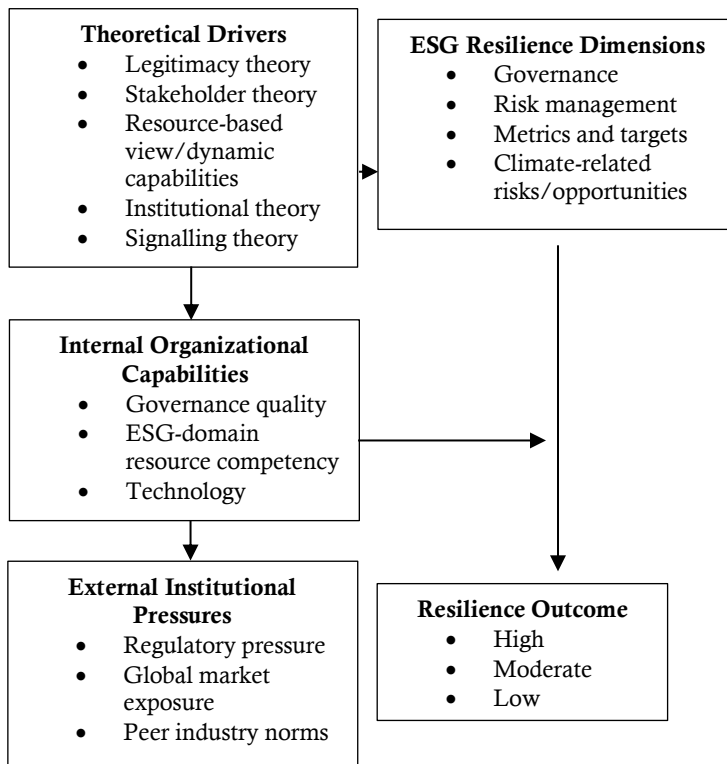 Theoretical Drivers
• Legitimacy theory
• Stakeholder theory
• Resource-based
view/dynamic
capabilities
• Institutional theory
• Signalling theory
ESG Resilience Dimensions
• Governance
• Risk management
• Metrics and targets
• Climate-related
risks/opportunities
Internal Organizational
Capabilities
• Governance quality
• ESG-domain
resource competency
• Technology
External Institutional
Pressures
• Regulatory pressure
• Global market
exposure
• Peer industry norms
Resilience Outcome
• High
• Moderate
• Low